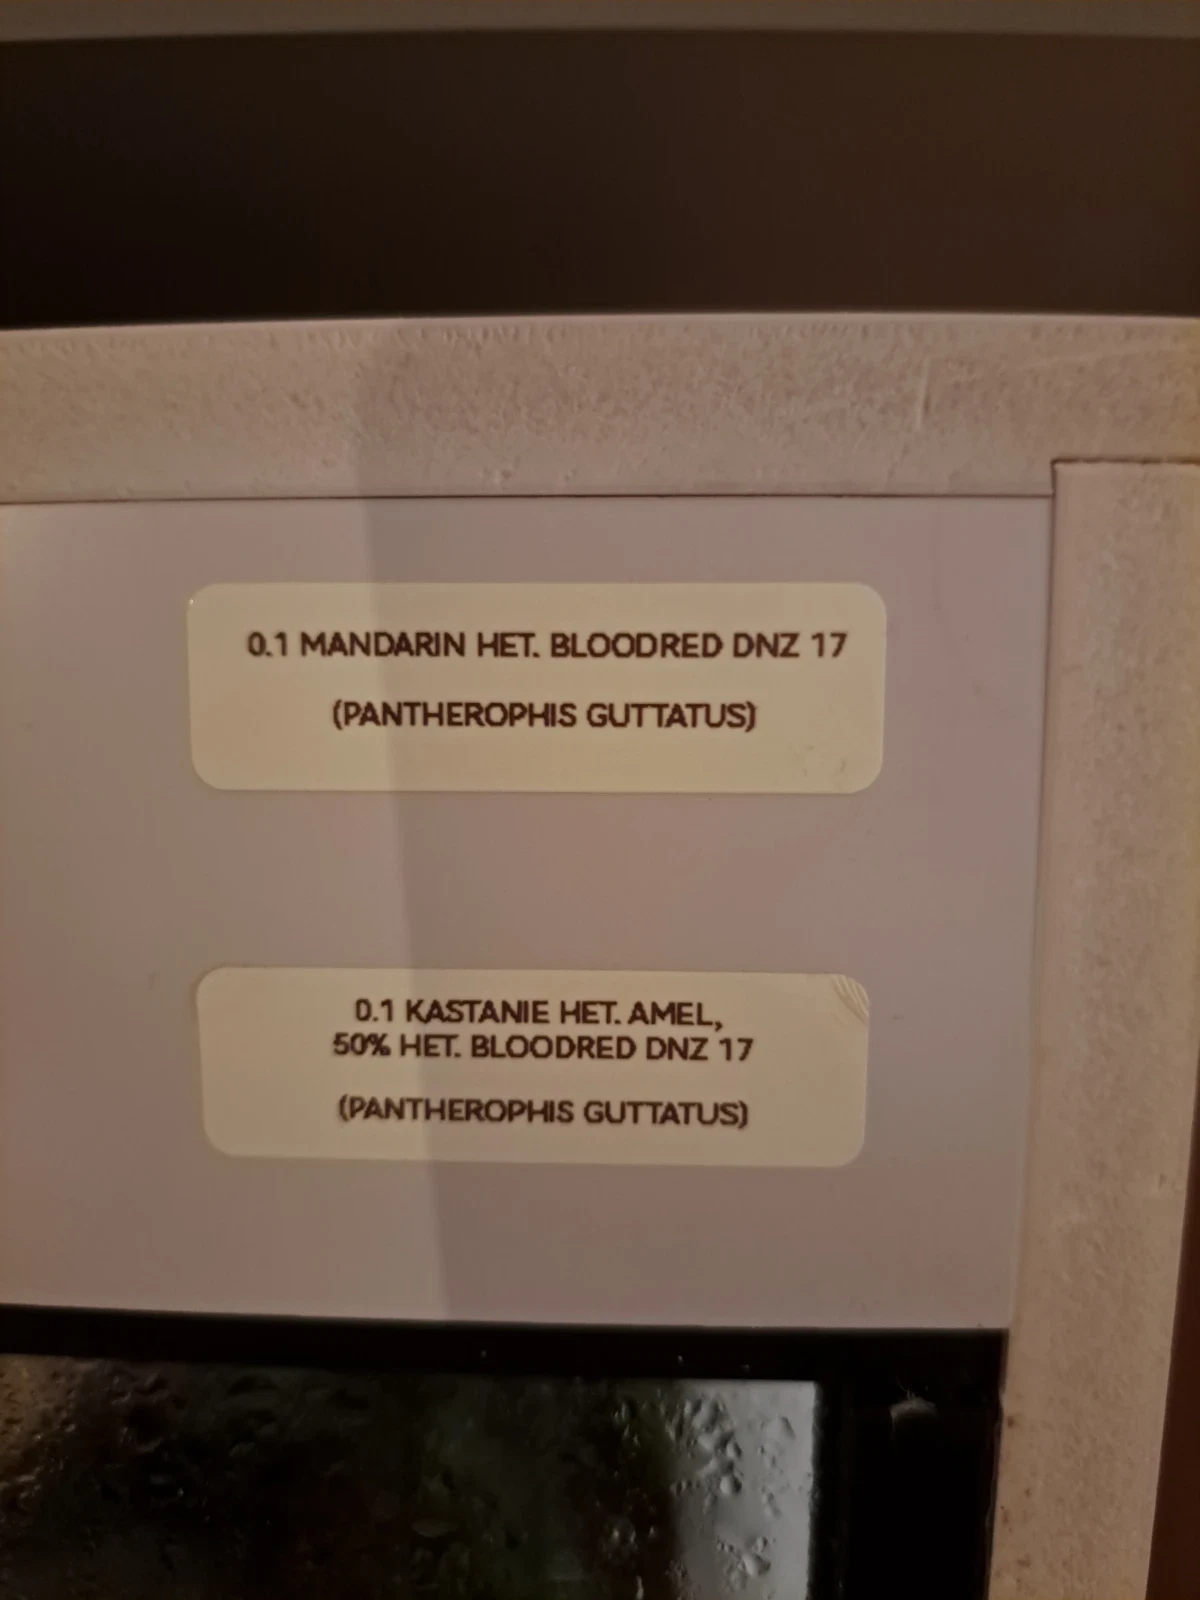 0.1 MANDARIN HET. BLOODRED DNZ 17
(PANTHEROPHIS GUTTATUS)
0.1 KASTANIE HET. AMEL,
50% HET. BLOODRED DNZ 17
(PANTHEROPHIS GUTTATUS)